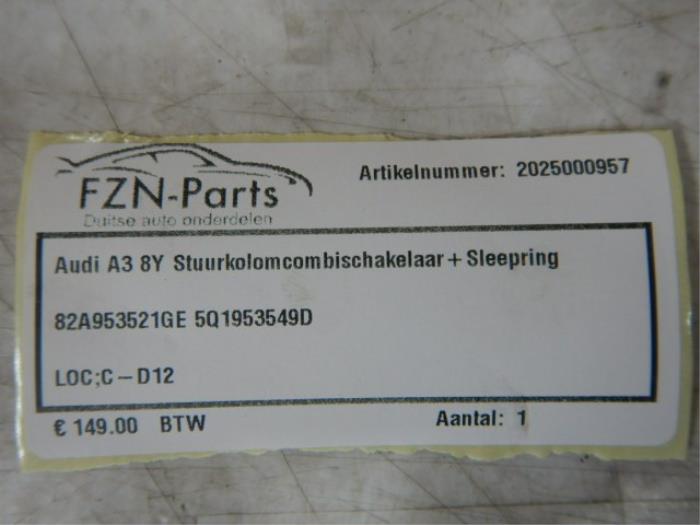 FZN-Parts
Duitse auto onderdelen
Artikelnummer: 2025000957
Audi A3 8Y Stuurkolomcombischakelaar + Sleepring
82A953521GE 5Q1953549D
LOC;C-D12
€ 149.00 BTW
Aantal: 1